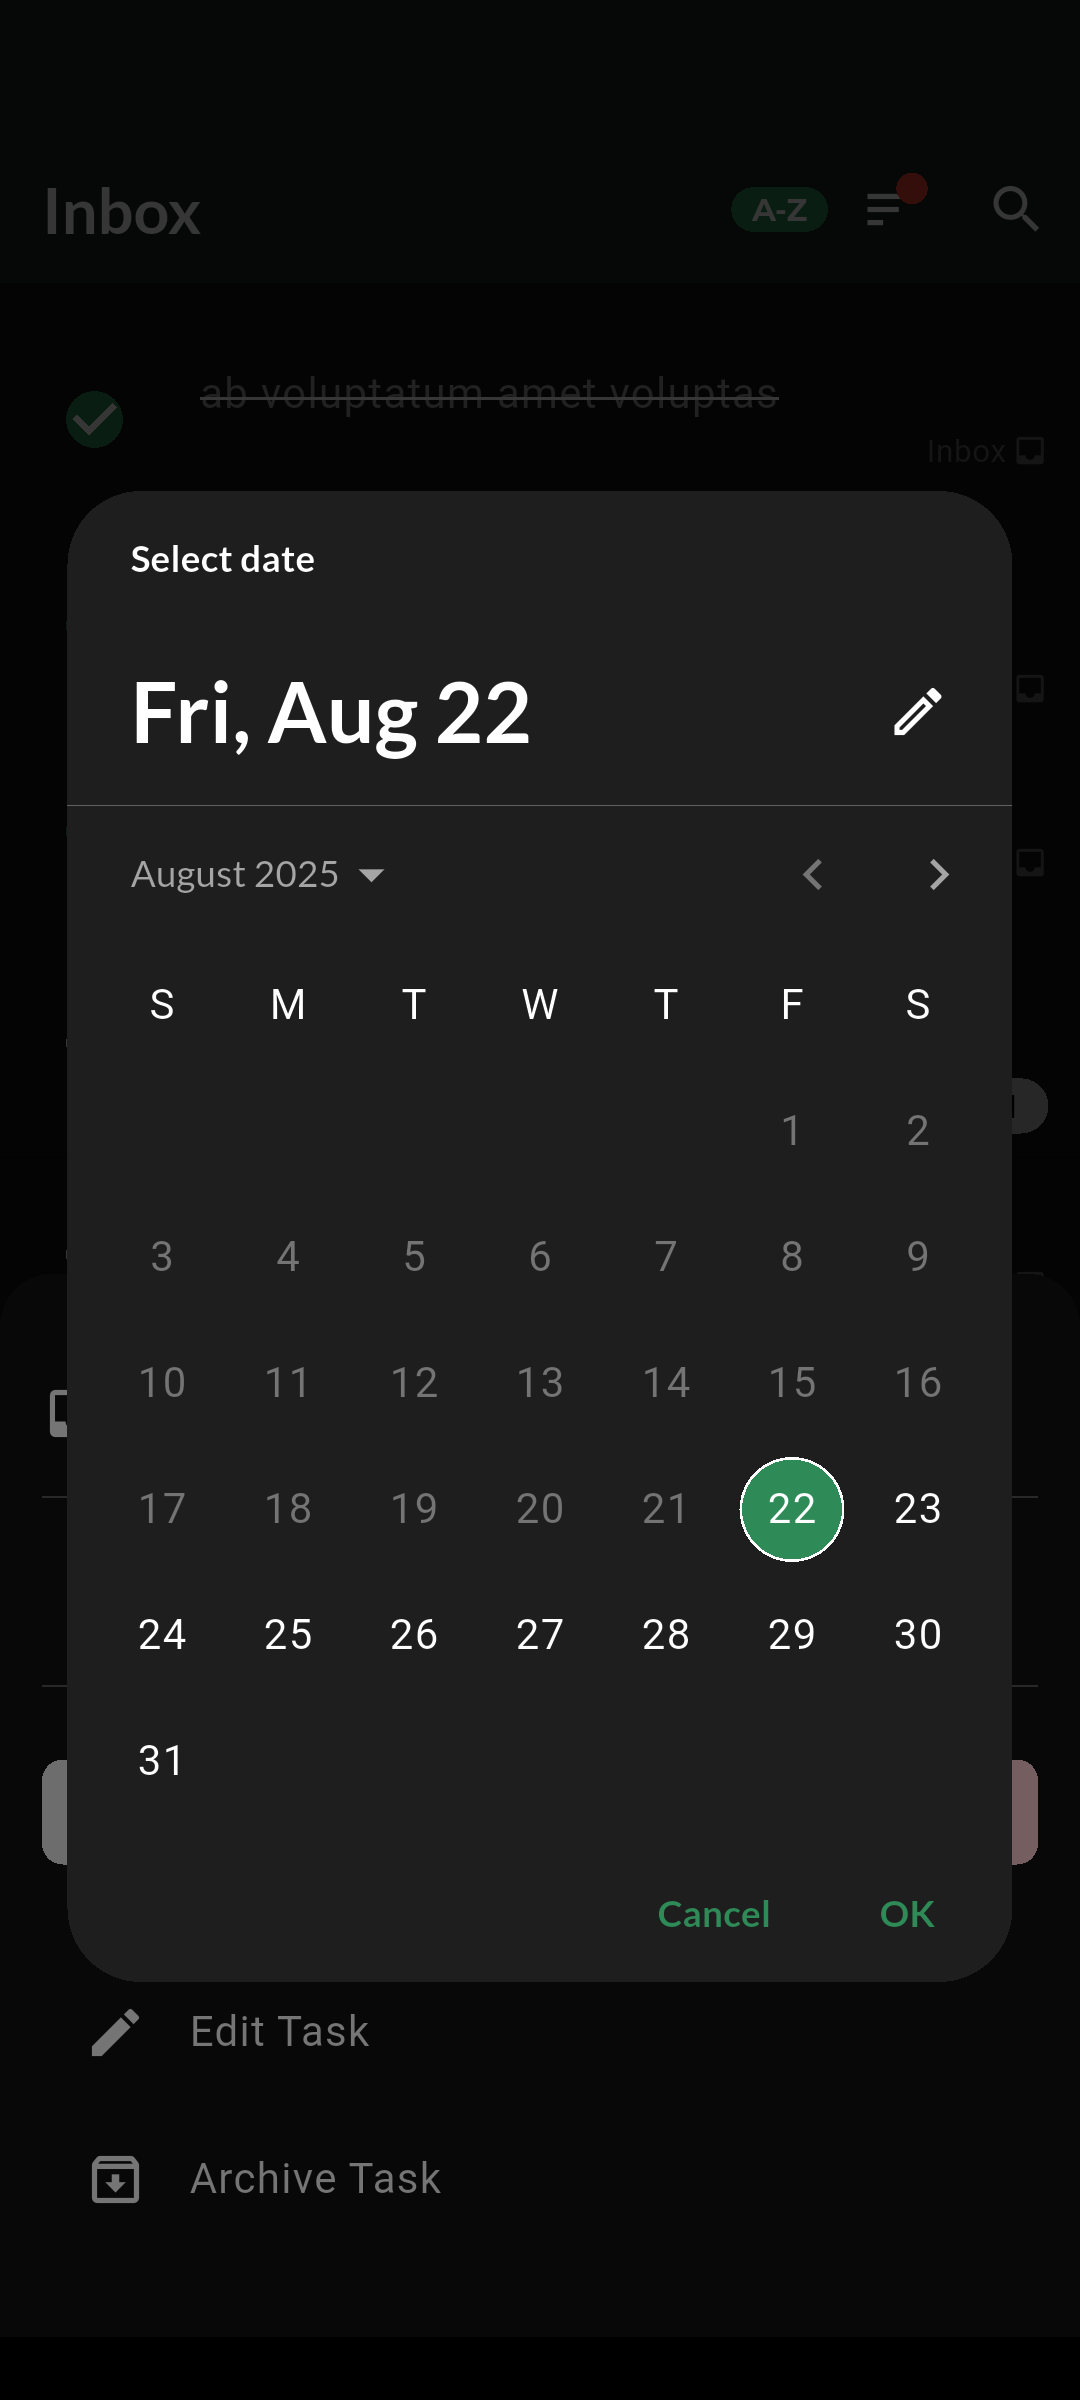 Inbox
A-Z
ab voluptatum amet voluptas
Inbox
Select date
Fri, Aug 22
August 2025
S M T W T F S
1 2
3 4 5 6 7 8 9
10 11 12 13 14 15 16
17 18 19 20 21 22 23
24 25 26 27 28 29 30
31
Cancel OK
Edit Task
Archive Task